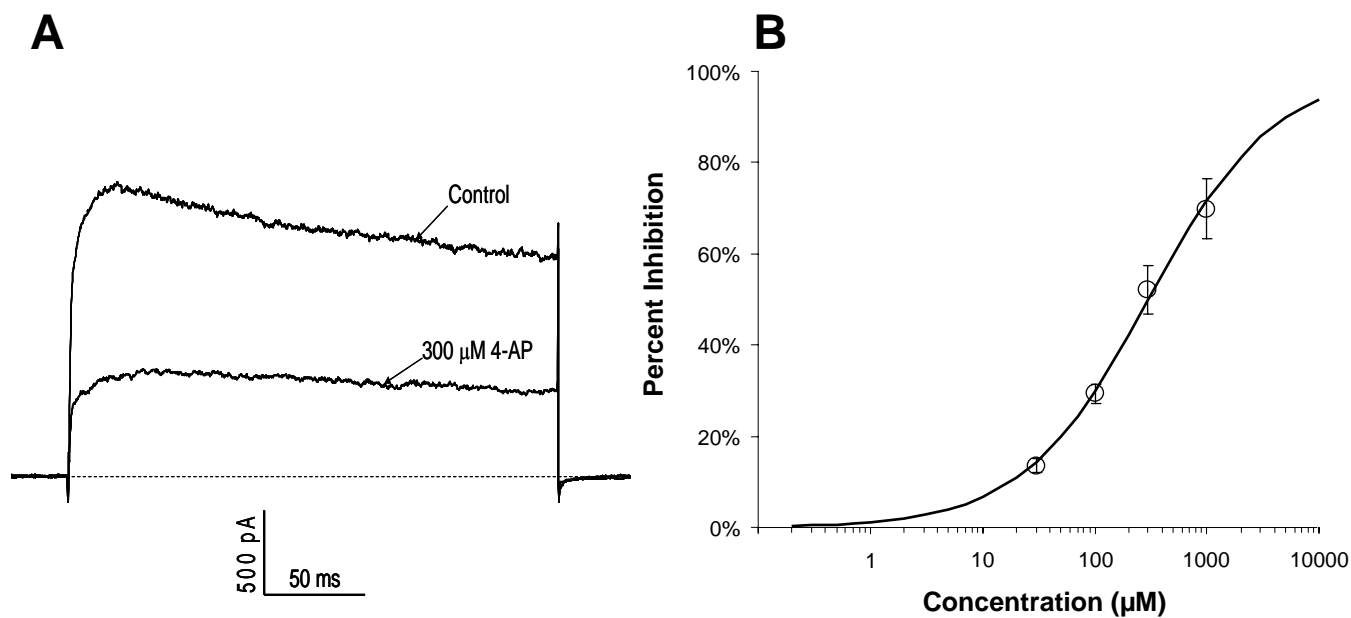 A
Control
300 μM 4-AP
500 pA
50 ms
B
Percent Inhibition
100%
80%
60%
40%
20%
0%
1
10
100
1000
10000
Concentration (µM)